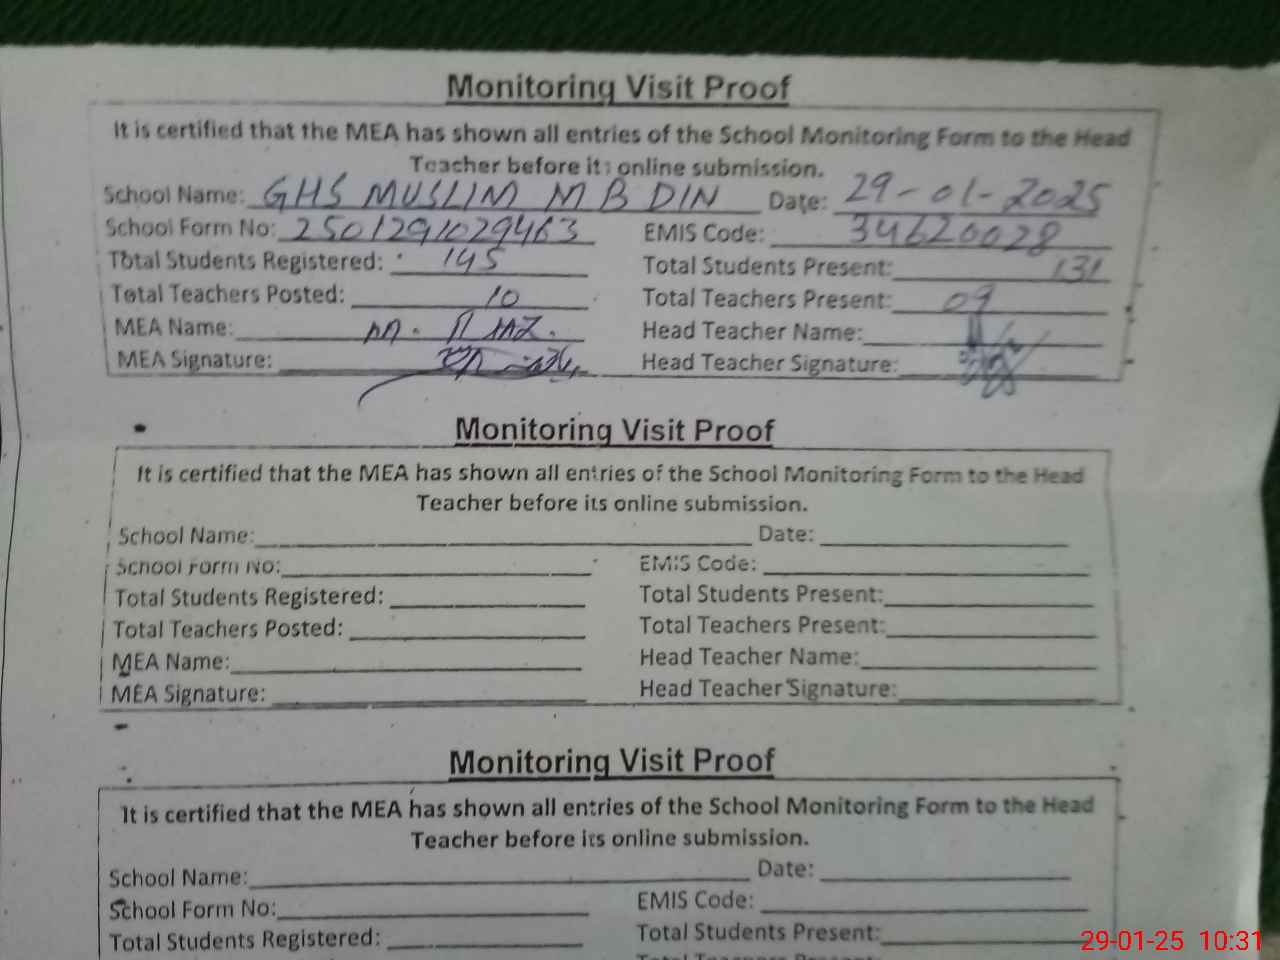 Monitoring Visit Proof
It is certified that the MEA has shown all entries of the School Monitoring Form to the Head
Teacher before its online submission.
School Name: GHS MUSLIM M B DIN Date: 29-01-2025
School Form No: 2501291029463 EMIS Code: 34620028
Total Students Registered: 145 Total Students Present: 131
Total Teachers Posted: 10 Total Teachers Present: 09
MEA Name: M. Head Teacher Name:
MEA Signature: Head Teacher Signature:
Monitoring Visit Proof
It is certified that the MEA has shown all entries of the School Monitoring Form to the Head
Teacher before its online submission.
School Name: Date:
School Form No: EMIS Code:
Total Students Registered: Total Students Present:
Total Teachers Posted: Total Teachers Present:
MEA Name: Head Teacher Name:
MEA Signature: Head Teacher Signature:
Monitoring Visit Proof
It is certified that the MEA has shown all entries of the School Monitoring Form to the Head
Teacher before its online submission.
School Name: Date:
School Form No: EMIS Code:
Total Students Registered: Total Students Present:
29-01-25 10:31